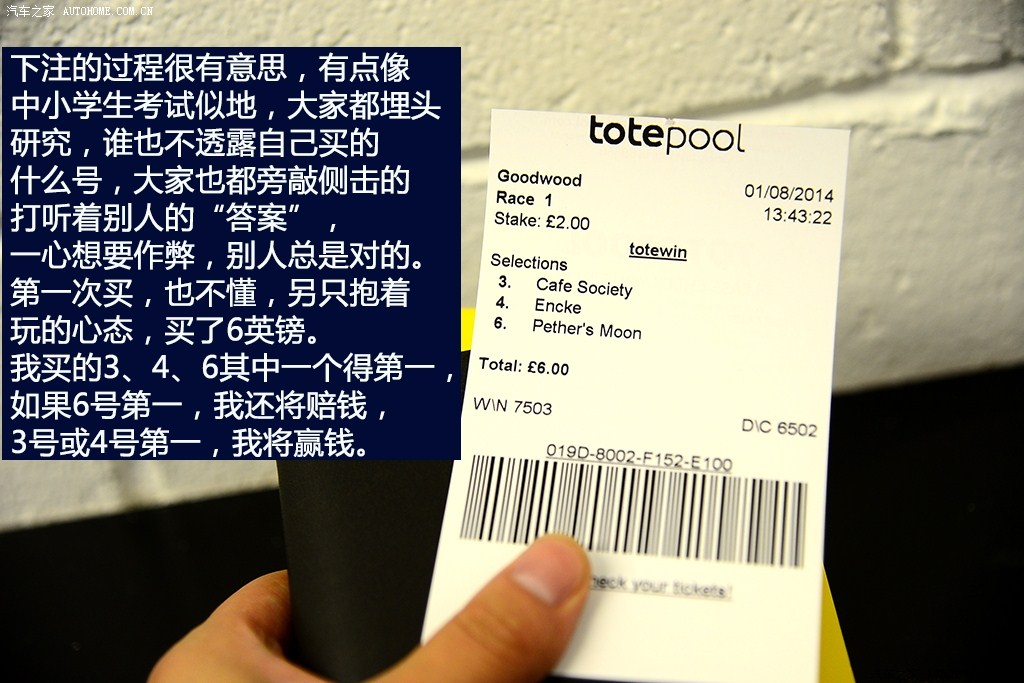 汽车之家 AUTOHOME.COM.CN
下注的过程很有意思，有点像
中小学生考试似地，大家都埋头
研究，谁也不透露自己买的
什么号，大家也都旁敲侧击的
打听着别人的“答案”，
一心想要作弊，别人总是对的。
第一次买，也不懂，另只抱着
玩的心态，买了6英镑。
我买的3、4、6其中一个得第一，
如果6号第一，我还将赔钱，
3号或4号第一，我将赢钱。
totepool
Goodwood
01/08/2014
Race 1
13:43:22
Stake: £2.00
totewin
Selections
3. Cafe Society
4. Encke
6. Pether's Moon
Total: £6.00
W\N 7503
D\C 6502
019D-8002-F152-E100
your tickets!